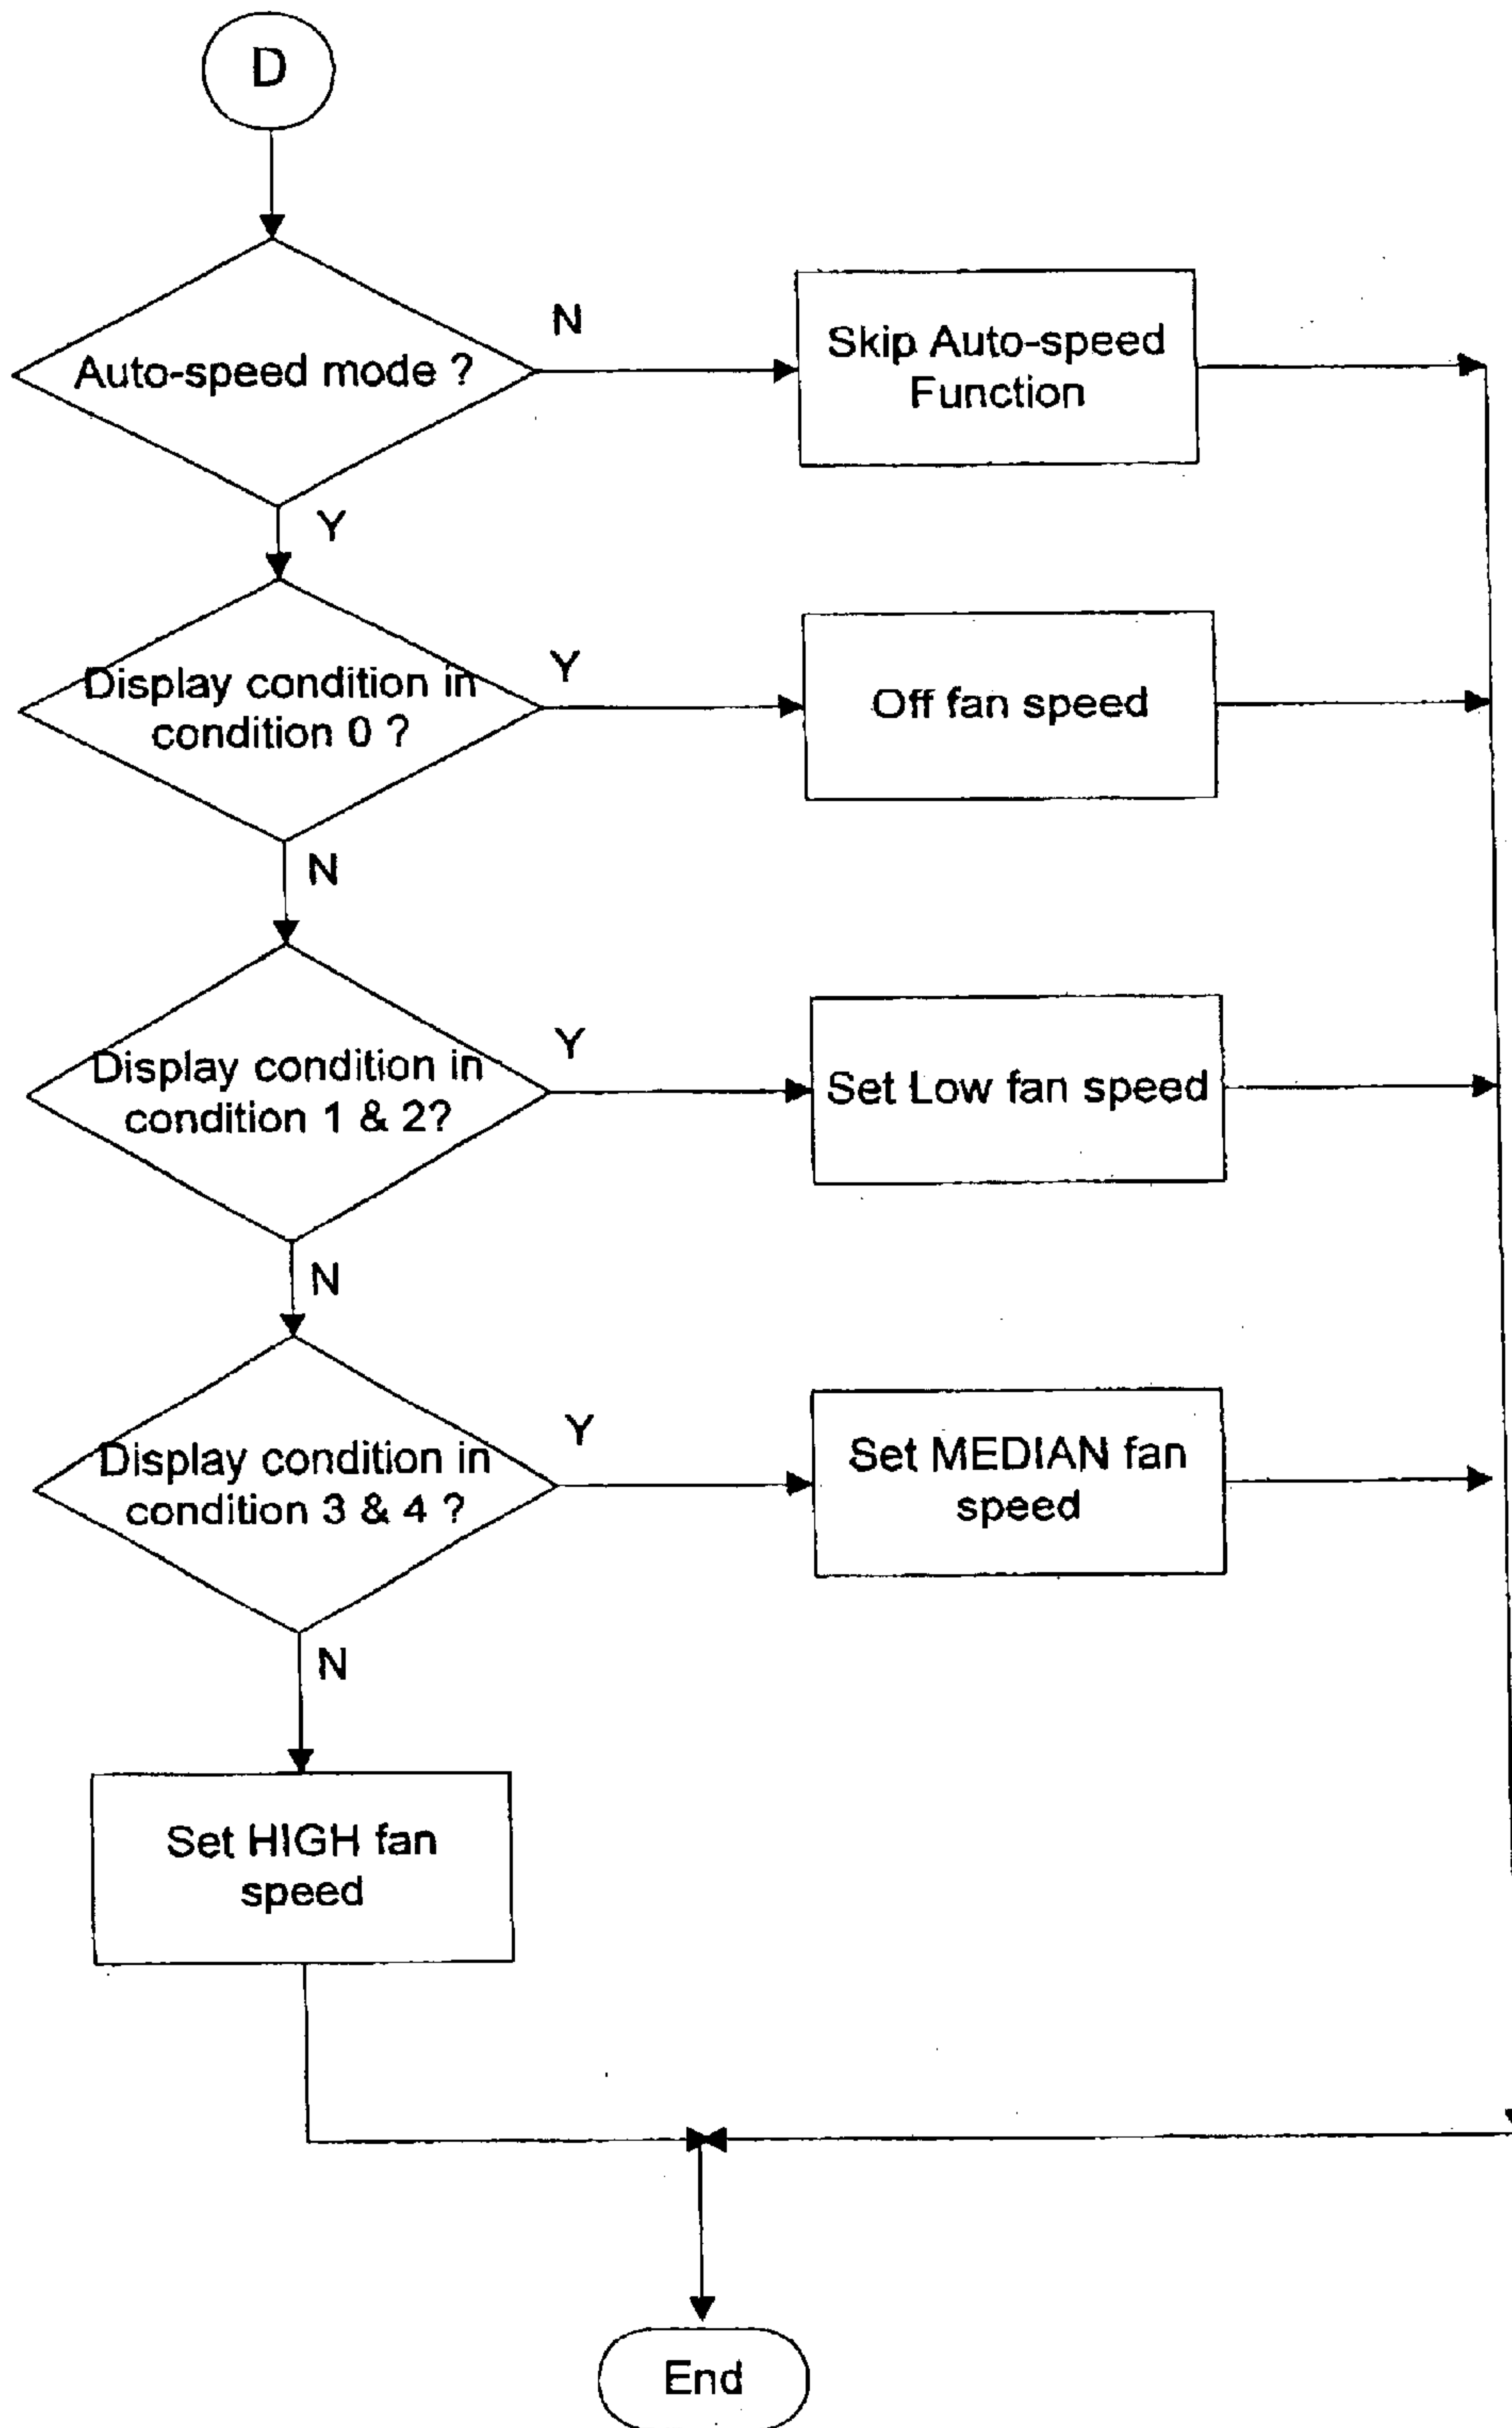 D
Auto-speed mode ?
N
Skip Auto-speed
Function
Y
Display condition in
condition 0 ?
Y
Off fan speed
N
Display condition in
condition 1 & 2?
Y
Set Low fan speed
N
Display condition in
condition 3 & 4 ?
Y
Set MEDIAN fan
speed
N
Set HIGH fan
speed
End